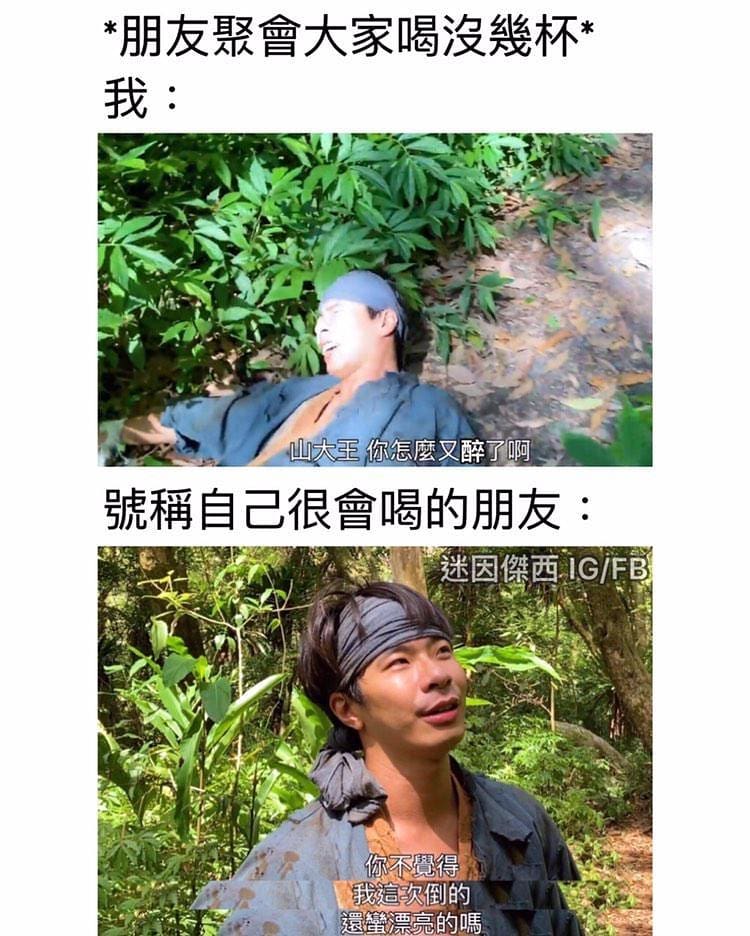 *朋友聚會大家喝沒幾杯*
我：
山大王 你怎麼又醉了啊
號稱自己很會喝的朋友：
迷因傑西 IG/FB
你不覺得
我這次倒的
還蠻漂亮的嗎